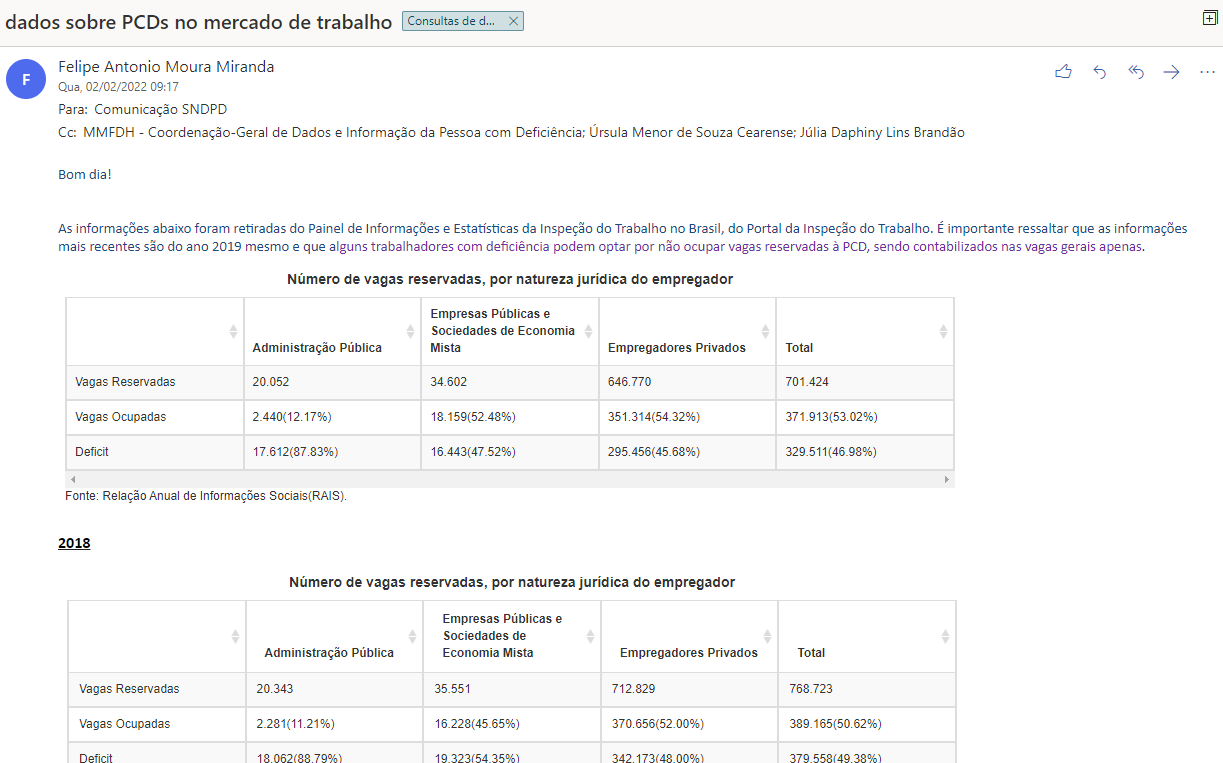 dados sobre PCDs no mercado de trabalho Consultas de d...
F
Felipe Antonio Moura Miranda
Qua, 02/02/2022 09:17
Para: Comunicação SNDPD
Cc: MMFDH - Coordenação-Geral de Dados e Informação da Pessoa com Deficiência; Úrsula Menor de Souza Cearense; Júlia Daphiny Lins Brandão
Bom dia!
As informações abaixo foram retiradas do Painel de Informações e Estatísticas da Inspeção do Trabalho no Brasil, do Portal da Inspeção do Trabalho. É importante ressaltar que as informações
mais recentes são do ano 2019 mesmo e que alguns trabalhadores com deficiência podem optar por não ocupar vagas reservadas à PCD, sendo contabilizados nas vagas gerais apenas.
Número de vagas reservadas, por natureza jurídica do empregador
Empresas Públicas e
Sociedades de Economia
Administração Pública Mista Empregadores Privados Total
Vagas Reservadas 20.052 34.602 646.770 701.424
Vagas Ocupadas 2.440(12.17%) 18.159(52.48%) 351.314(54.32%) 371.913(53.02%)
Deficit 17.612(87.83%) 16.443(47.52%) 295.456(45.68%) 329.511(46.98%)
Fonte: Relação Anual de Informações Sociais(RAIS).
2018
Número de vagas reservadas, por natureza jurídica do empregador
Empresas Públicas e
Sociedades de
Administração Pública Economia Mista Empregadores Privados Total
Vagas Reservadas 20.343 35.551 712.829 768.723
Vagas Ocupadas 2.281(11.21%) 16.228(45.65%) 370.656(52.00%) 389.165(50.62%)
Deficit 18.062(88.79%) 19.323(54.35%) 342.173(48.00%) 379.558(49.38%)